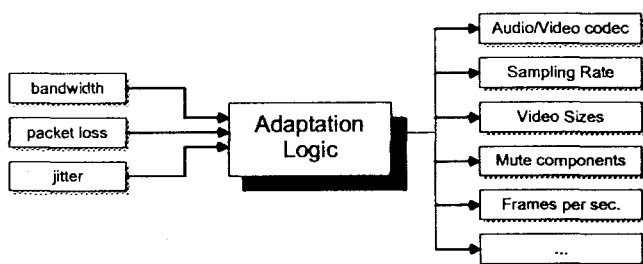 bandwidth
packet loss
jitter
Adaptation
Logic
Audio/Video codec
Sampling Rate
Video Sizes
Mute components
Frames per sec.
...